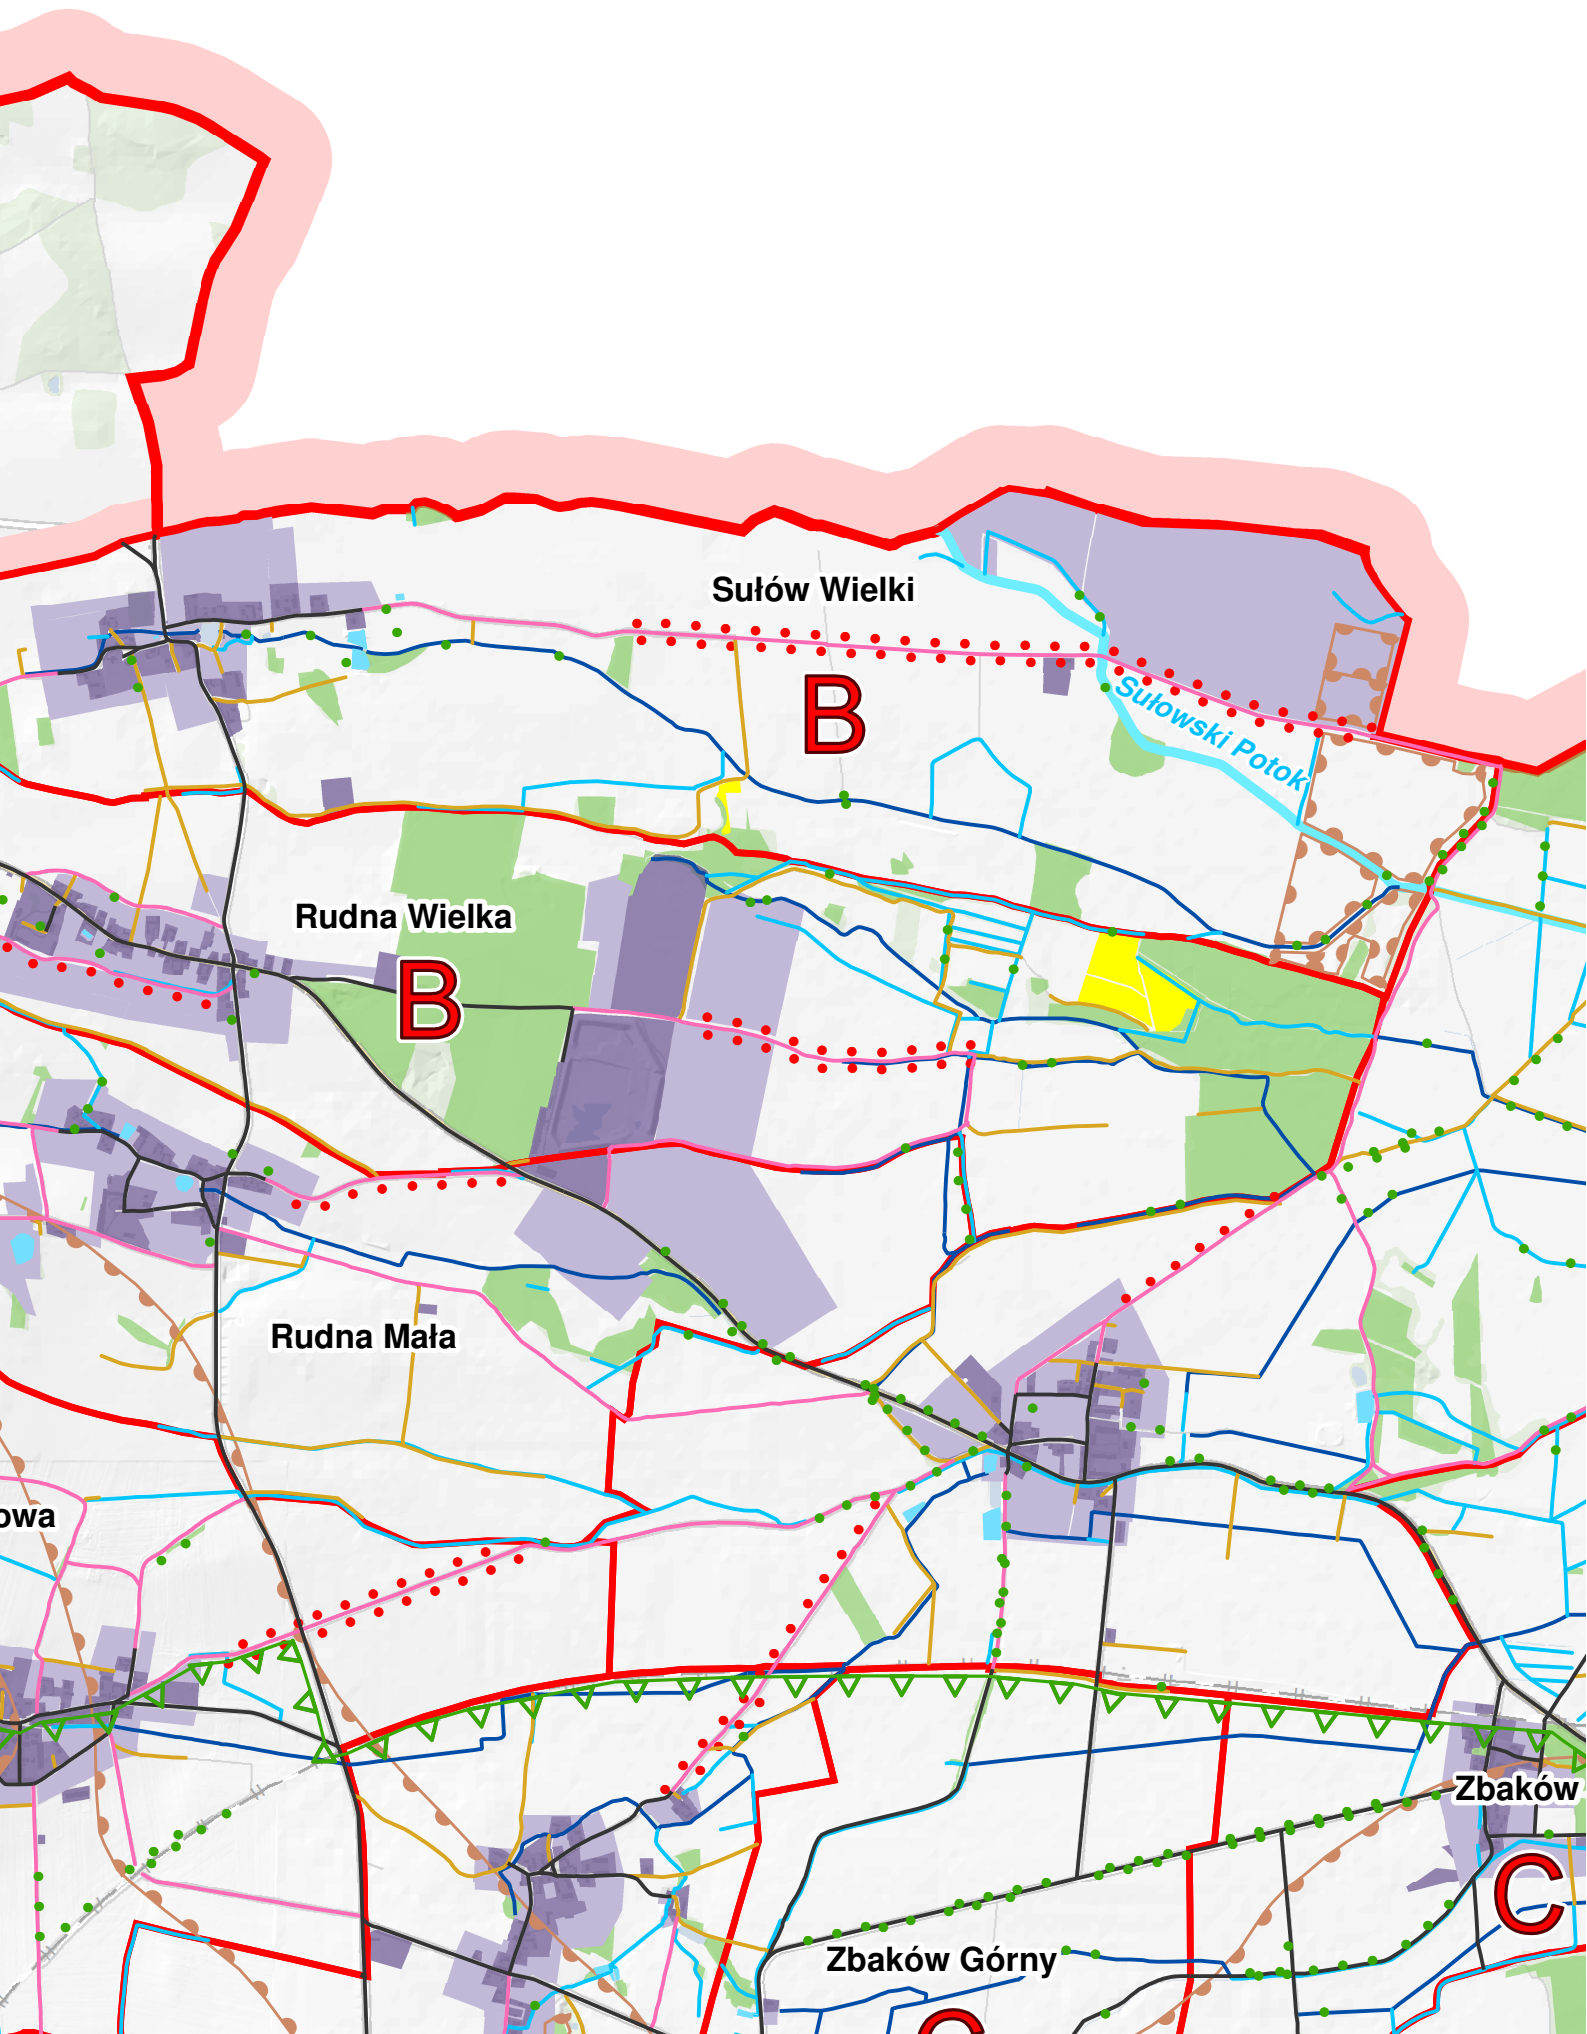 Sułów Wielki
B
Sułowski Potok
Rudna Wielka
B
Rudna Mała
owa
Zbaków
C
Zbaków Górny
C